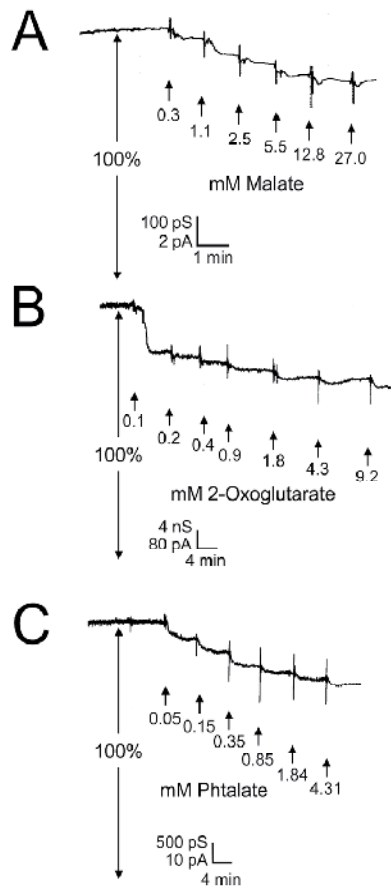 A
0.3
1.1
2.5
5.5
12.8
27.0
100%
mM Malate
100 pS
2 pA
1 min
B
0.1
0.2
0.4
0.9
1.8
4.3
9.2
100%
mM 2-Oxoglutarate
4 nS
80 pA
4 min
C
0.05
0.15
0.35
0.85
1.84
4.31
100%
mM Phtalate
500 pS
10 pA
4 min